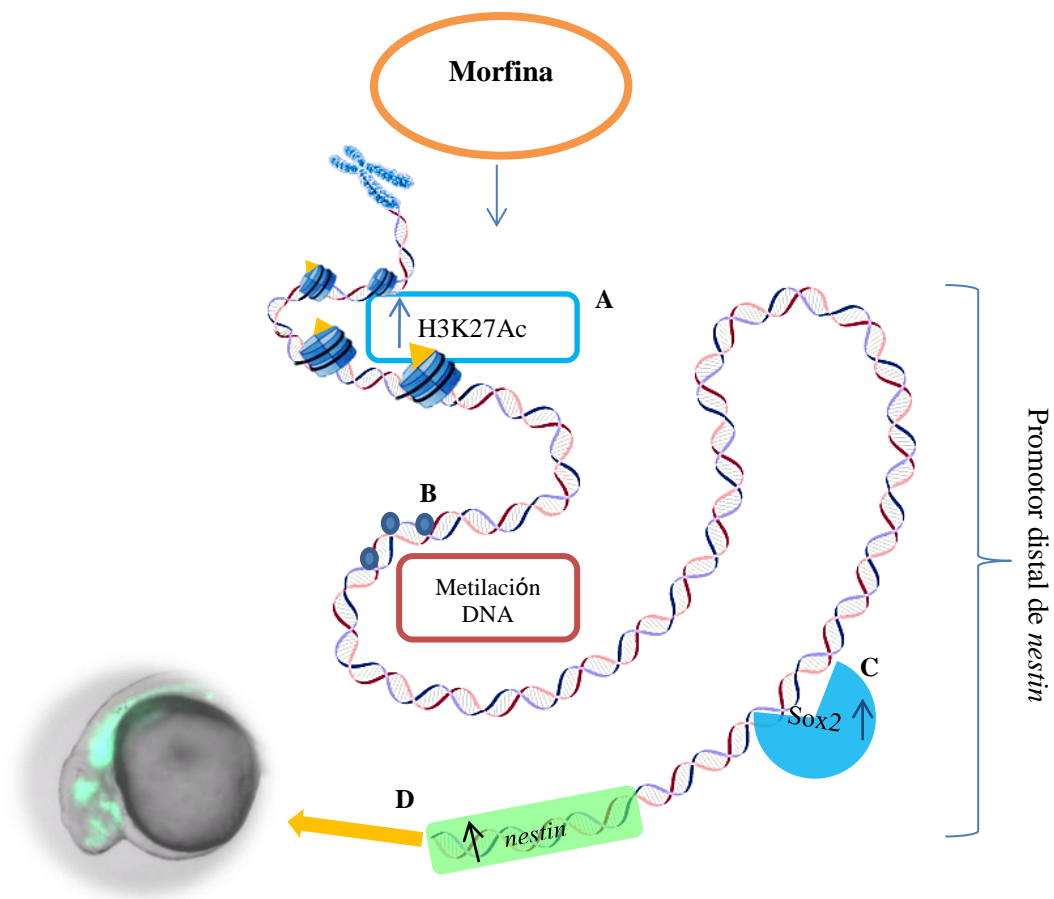 Morfina
A
H3K27Ac
B
Metilación
DNA
Promotor distal de nestin
C
Sox2
D
nestin